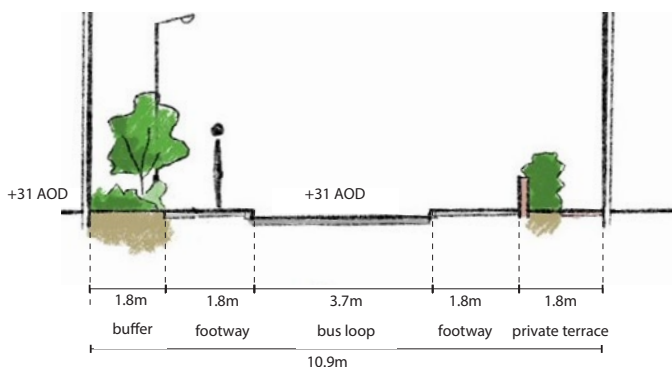 +31 AOD
+31 AOD
1.8m 1.8m 3.7m 1.8m 1.8m
buffer footway bus loop footway private terrace
10.9m